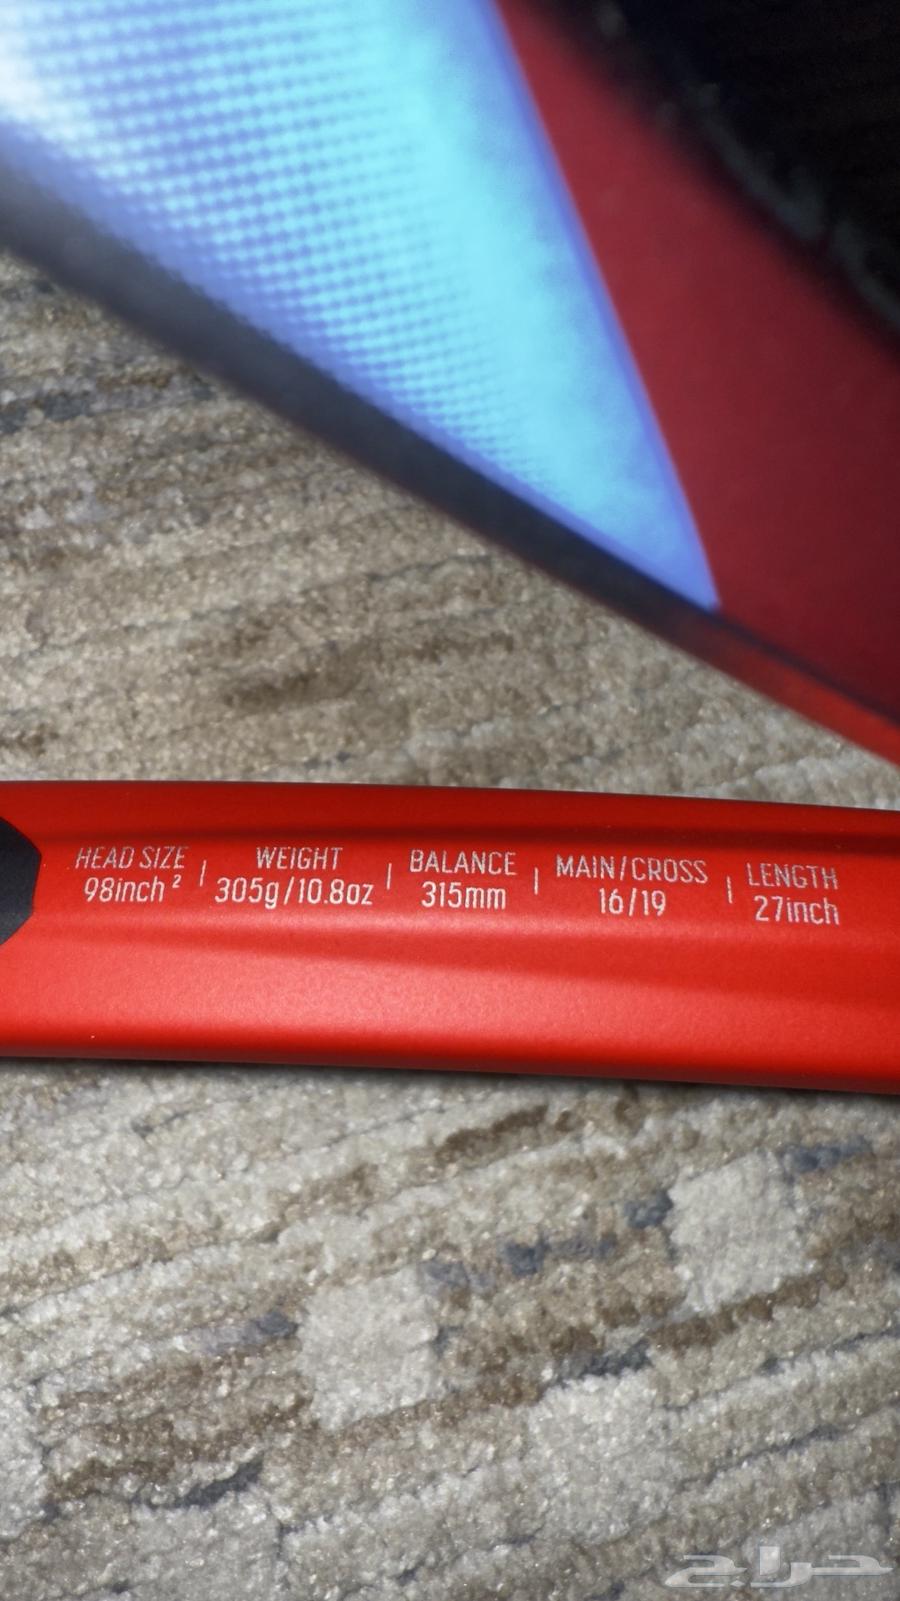 HEAD SIZE | WEIGHT | BALANCE | MAIN/CROSS | LENGTH
98inch² | 305g/10.8oz | 315mm | 16/19 | 27inch
حراج